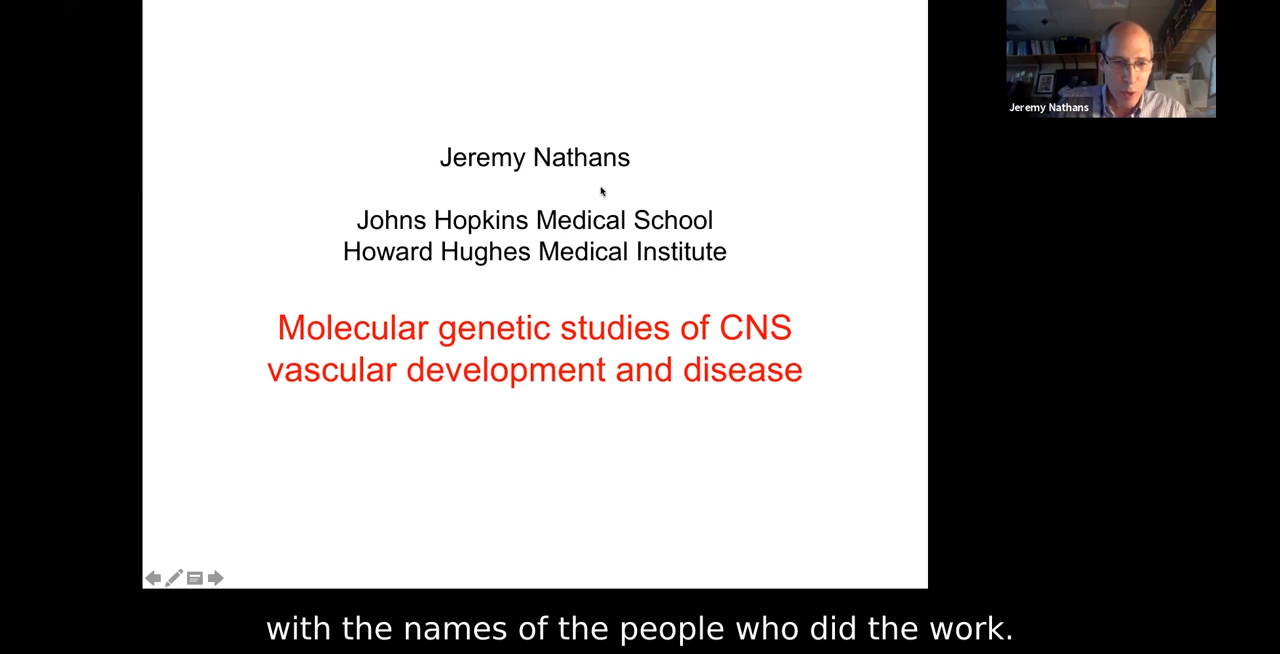 Jeremy Nathans
Johns Hopkins Medical School
Howard Hughes Medical Institute
Molecular genetic studies of CNS
vascular development and disease
Jeremy Nathans
with the names of the people who did the work.